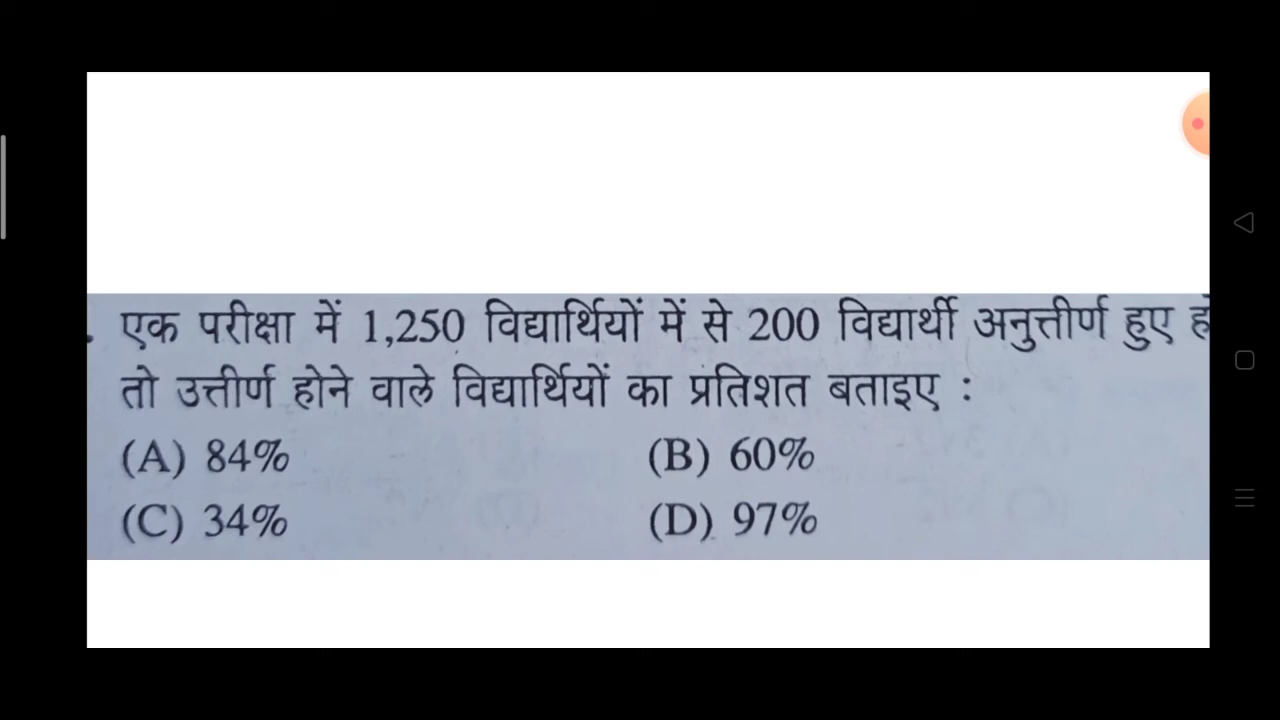 एक परीक्षा में 1,250 विद्यार्थियों में से 200 विद्यार्थी अनुत्तीर्ण हुए
तो उत्तीर्ण होने वाले विद्यार्थियों का प्रतिशत बताइए :
(A) 84% (B) 60%
(C) 34% (D) 97%